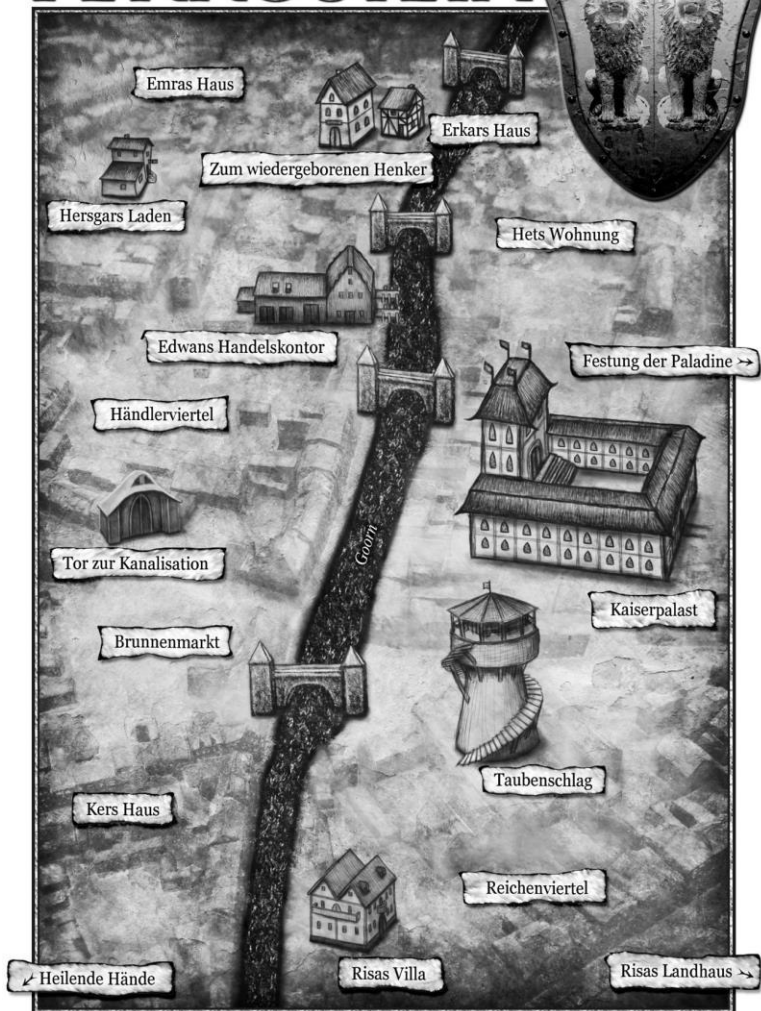 Emras Haus
Erkars Haus
Zum wiedergeborenen Henker
Hersgars Laden
Hets Wohnung
Edwans Handelskontor
Festung der Paladine
Händlerviertel
Goorn
Tor zur Kanalisation
Kaiserpalast
Brunnenmarkt
Taubenschlag
Kers Haus
Reichenviertel
Heilende Hände
Risas Villa
Risas Landhaus